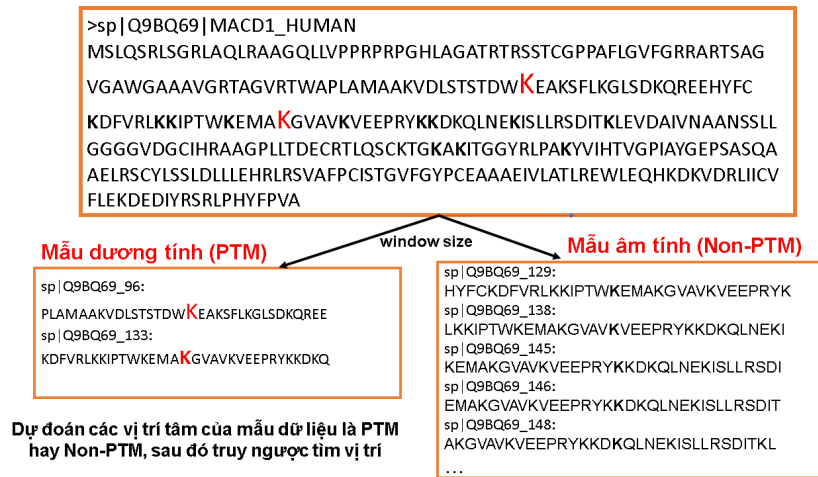 >sp|Q9BQ69|MACD1_HUMAN
MSLQSRLSGRLAQLRAAGQLLVPPRPRPGHLAGATRTRSSTCGPPAFLGVFGRRARTSAG
VGAWGAAAVGRTAGVRTWAPLAMAAKVDLSTSTDWKEAKSFLKGLSDKQREEHYFC
KDFVRLKKIPTWKEMAKGVAVKVEEPRYKKDKQLNEKISLLRSDITKLEVDAIVNAANSSLL
GGGGVDGCIHRAAGPLLTDECRTLQSCKTGKAKITGGYRLPAKYVIHTVGPIAYGEPSASQA
AELRSCYLSSLDLLLEHRLRSVAFPCISTGVFGYPCEAAAEIVLATLREWLEQHKDKVDRLIICV
FLEKDEDIYRSRLPHYFPVA
window size
Mẫu dương tính (PTM)
sp|Q9BQ69_96:
PLAMAAKVDLSTSTDWKEAKSFLKGLSDKQREE
sp|Q9BQ69_133:
KDFVRLKKIPTWKEMAKGVAVKVEEPRYKKDKQ
Dự đoán các vị trí tâm của mẫu dữ liệu là PTM
hay Non-PTM, sau đó truy ngược tìm vị trí
Mẫu âm tính (Non-PTM)
sp|Q9BQ69_129:
HYFCKDFVRLKKIPTWKEMAKGVAVKVEEPRYK
sp|Q9BQ69_138:
LKKIPTWKEMAKGVAVKVEEPRYKKDKQLNEKI
sp|Q9BQ69_145:
KEMAKGVAVKVEEPRYKKDKQLNEKISLLRSDI
sp|Q9BQ69_146:
EMAKGVAVKVEEPRYKKDKQLNEKISLLRSDIT
sp|Q9BQ69_148:
AKGVAVKVEEPRYKKDKQLNEKISLLRSDITKL
...